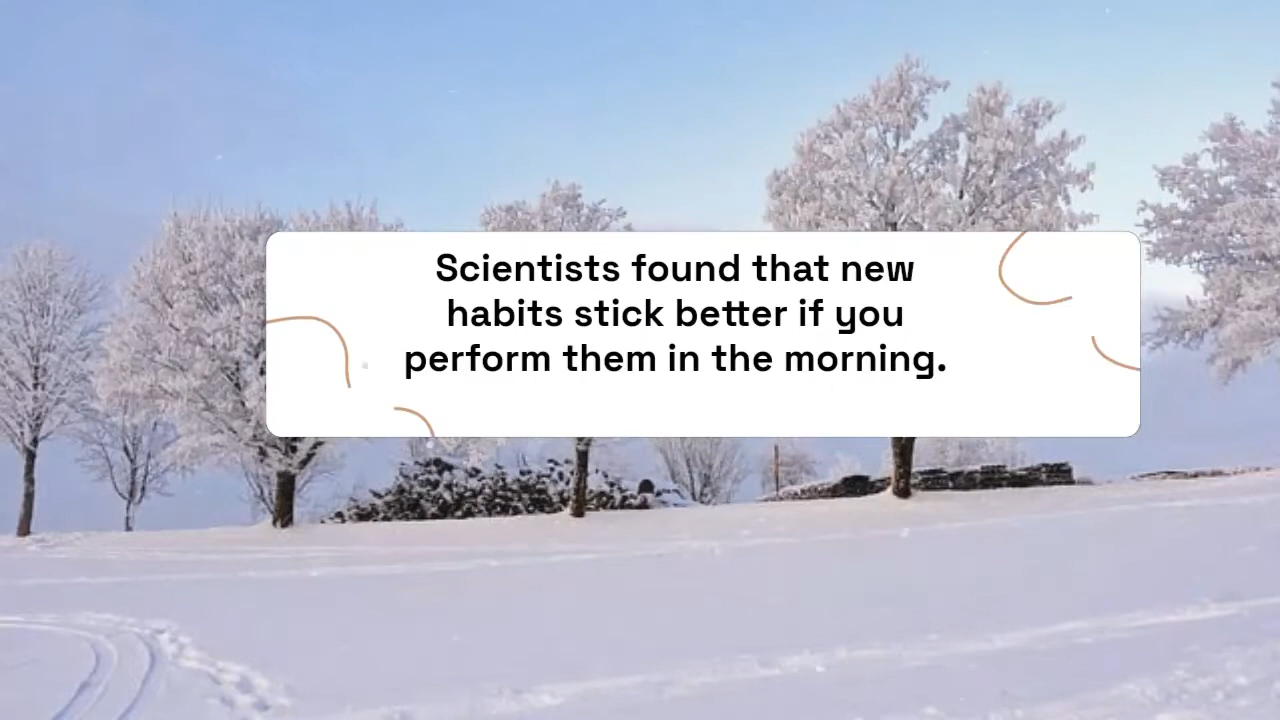 Scientists found that new
habits stick better if you
perform them in the morning.